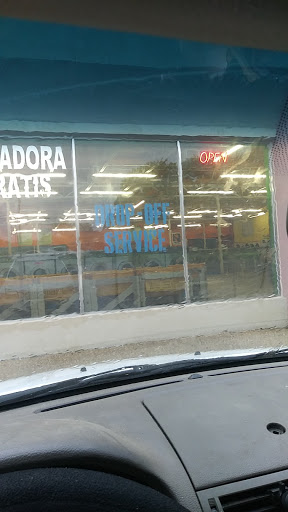 ADORA
RATIS
DROP-OFF
SERVICE
OPEN